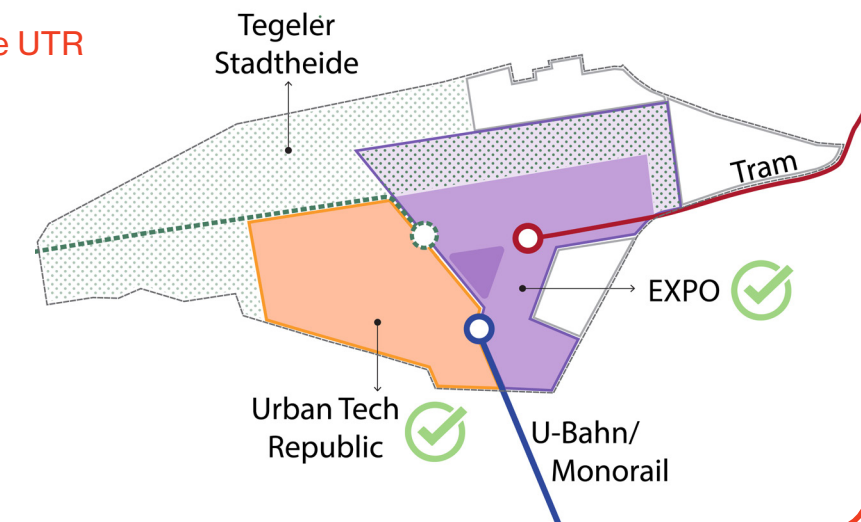 e UTR
Tegeler
Stadtheide
Tram
EXPO
Urban Tech
Republic
U-Bahn/
Monorail